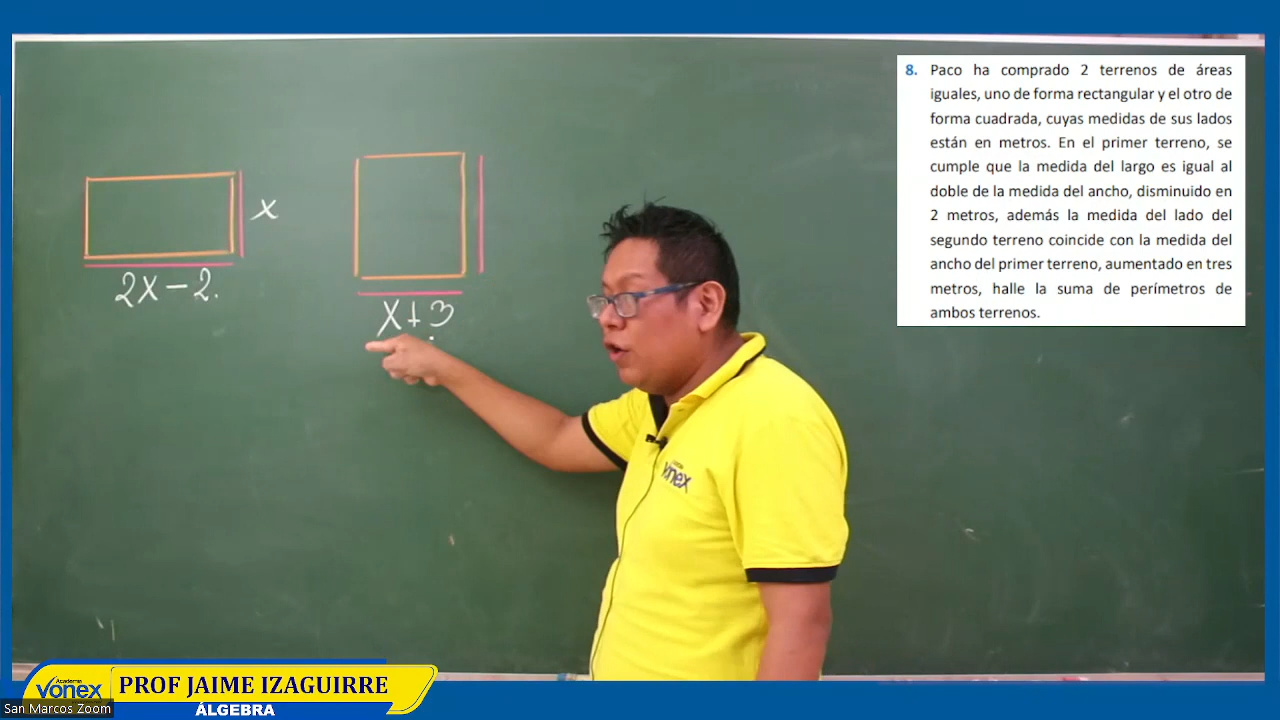 8. Paco ha comprado 2 terrenos de áreas
iguales, uno de forma rectangular y el otro de
forma cuadrada, cuyas medidas de sus lados
están en metros. En el primer terreno, se
cumple que la medida del largo es igual al
doble de la medida del ancho, disminuido en
2 metros, además la medida del lado del
segundo terreno coincide con la medida del
ancho del primer terreno, aumentado en tres
metros, halle la suma de perímetros de
ambos terrenos.
x
2x-2.
x+3
Vonex
Academia
Vonex
PROF JAIME IZAGUIRRE
ÁLGEBRA
San Marcos Zoom